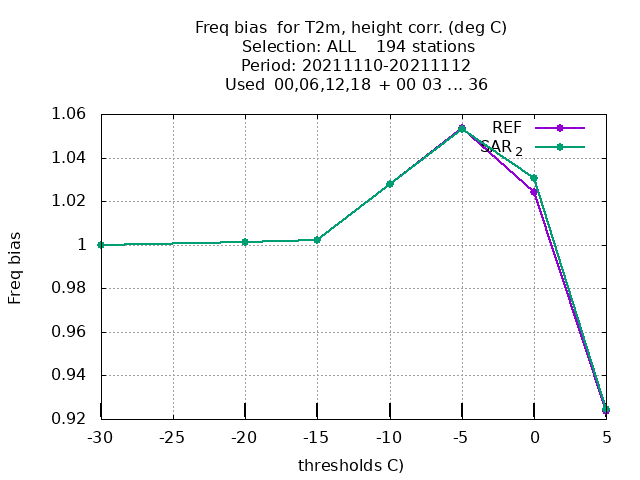 Freq bias  for T2m, height corr. (deg C)
Selection: ALL    194 stations
Period: 20211110-20211112
Used  00,06,12,18  + 00 03 ... 36
REF
SAR2
1.06
1.04
1.02
1
0.98
0.96
0.94
0.92
Freq bias
-30 -25 -20 -15 -10 -5 0 5
thresholds C)